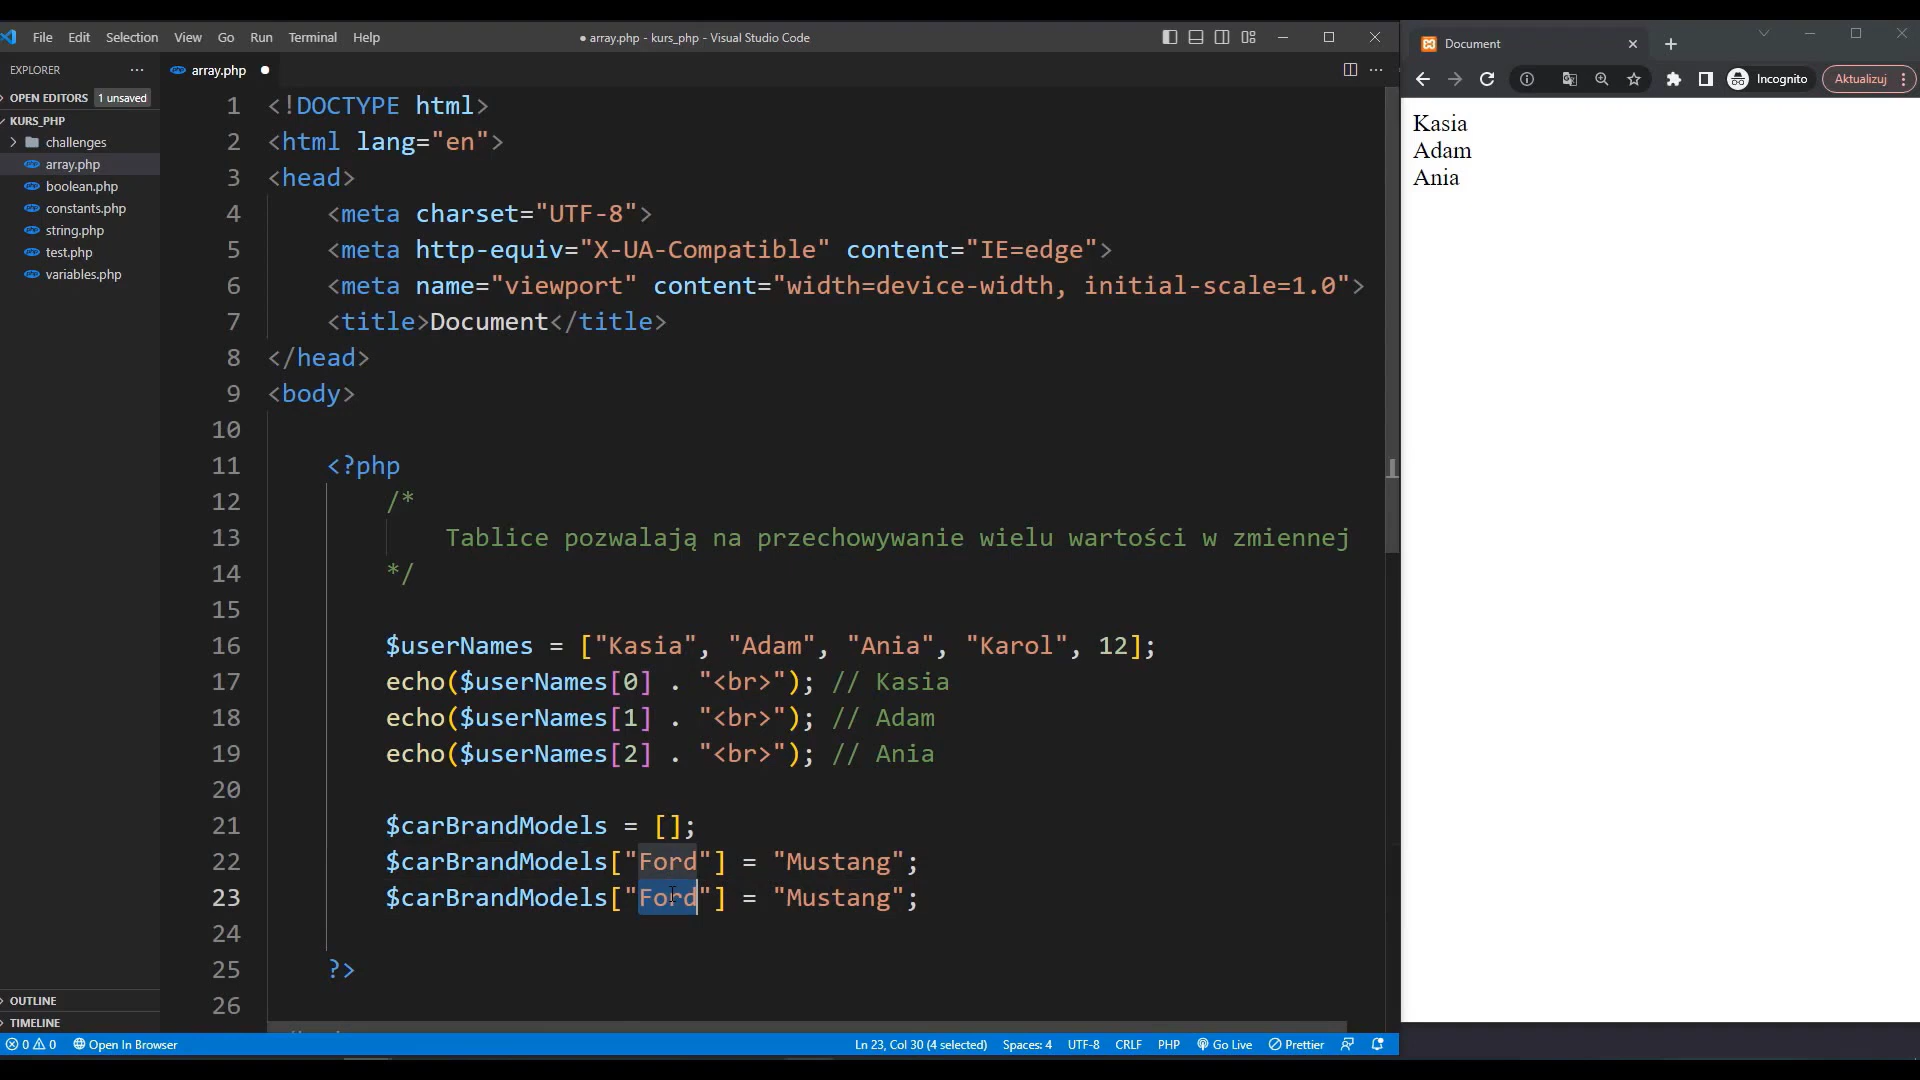 File Edit Selection View Go Run Terminal Help
● array.php - kurs_php - Visual Studio Code
EXPLORER
OPEN EDITORS 1 unsaved
KURS_PHP
challenges
array.php
boolean.php
constants.php
string.php
test.php
variables.php
OUTLINE
TIMELINE
array.php
1 <!DOCTYPE html>
2 <html lang="en">
3 <head>
4 <meta charset="UTF-8">
5 <meta http-equiv="X-UA-Compatible" content="IE=edge">
6 <meta name="viewport" content="width=device-width, initial-scale=1.0">
7 <title>Document</title>
8 </head>
9 <body>
10
11 <?php
12 /*
13 Tablice pozwalają na przechowywanie wielu wartości w zmiennej
14 */
15
16 $userNames = ["Kasia", "Adam", "Ania", "Karol", 12];
17 echo($userNames[0] . "<br>"); // Kasia
18 echo($userNames[1] . "<br>"); // Adam
19 echo($userNames[2] . "<br>"); // Ania
20
21 $carBrandModels = [];
22 $carBrandModels["Ford"] = "Mustang";
23 $carBrandModels["Ford"] = "Mustang";
24
25 ?>
26
0 0 Open In Browser
Ln 23, Col 30 (4 selected) Spaces: 4 UTF-8 CRLF PHP Go Live Prettier
Document
Incognito Aktualizuj
Kasia
Adam
Ania